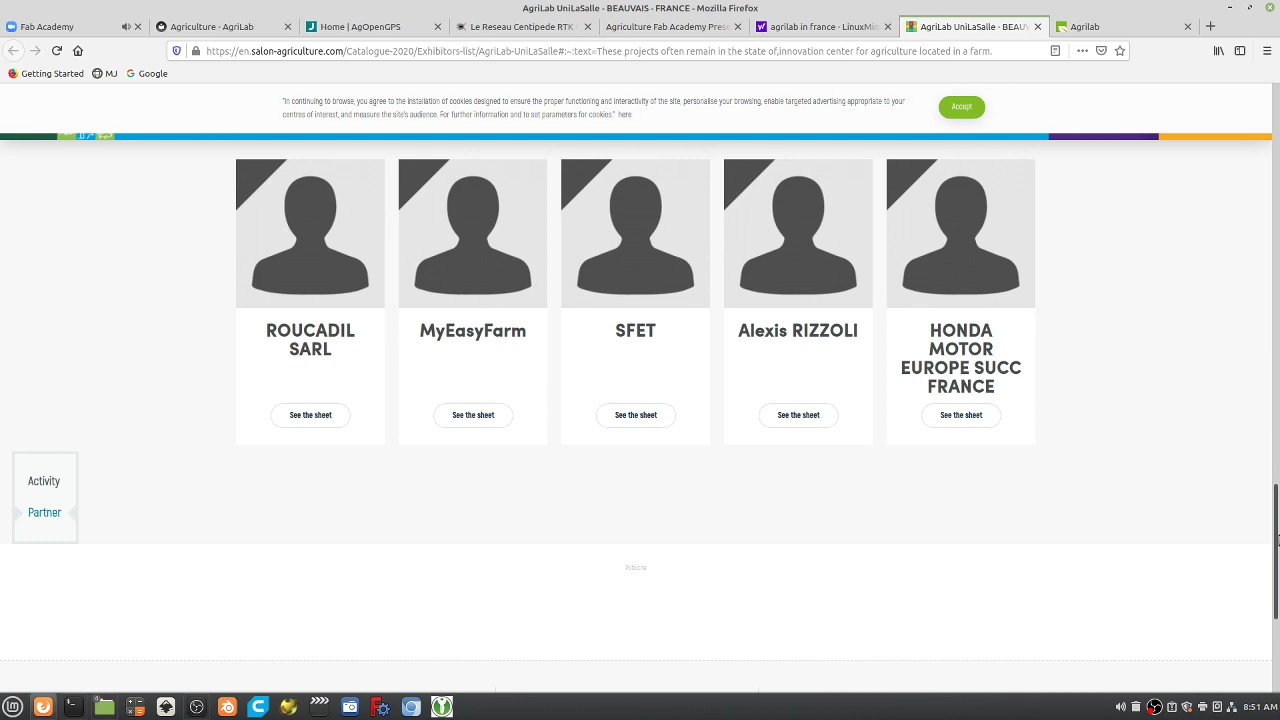 AgriLab UniLaSalle - BEAUVAIS - FRANCE - Mozilla Firefox
Fab Academy
Agriculture - AgriLab
Home | AgOpenGPS
Le Reseau Centipede RTK
Agriculture Fab Academy
agrilab in france - LinuxMin
AgriLab UniLaSalle - BEAUV
Agrilab
https://en.salon-agriculture.com/Catalogue-2020/Exhibitors-list/AgriLab-UniLaSalle#:~:text=These projects often remain in the state of,innovation center for agriculture located in a farm.
Getting Started
MJ
Google
"In continuing to browse, you agree to the installation of cookies designed to ensure the proper functioning and interactivity of the site, personalise your browsing, enable targeted advertising appropriate to your
centres of interest, and measure the site's audience. For further information and to set parameters for cookies." here
Accept
ROUCADIL
SARL
See the sheet
MyEasyFarm
See the sheet
SFET
See the sheet
Alexis RIZZOLI
See the sheet
HONDA
MOTOR
EUROPE SUCC
FRANCE
See the sheet
Activity
Partner
Publicité
8:51 AM